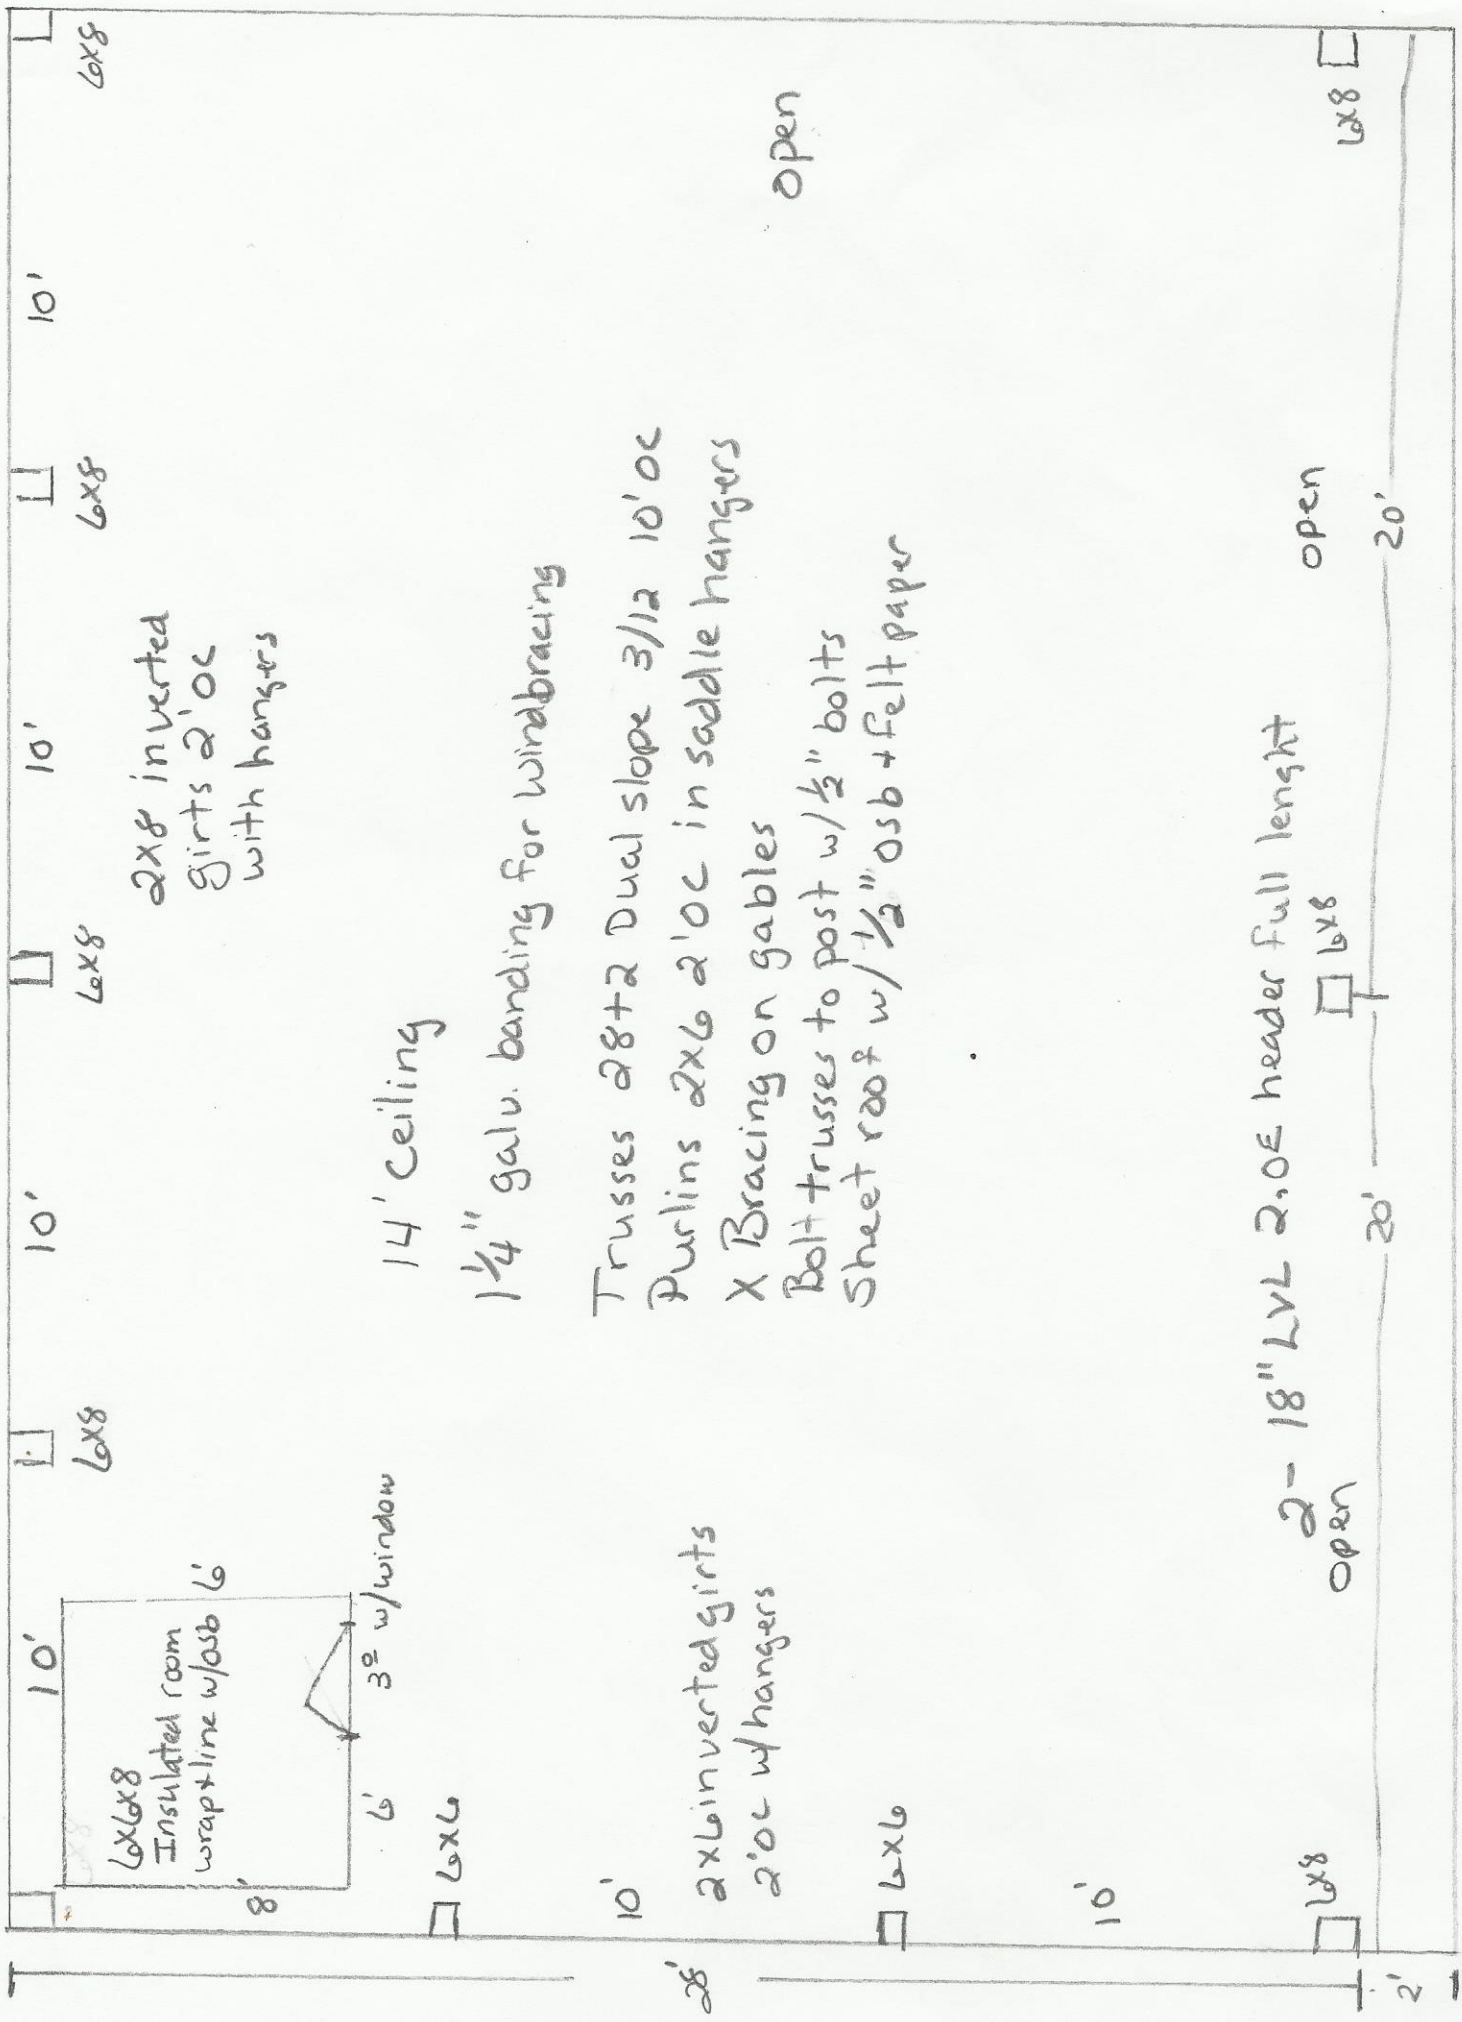 28'
2'
10'
10'
10'
10'
6x8
6x8
6x8
6x8
6x6x8
Insulated room
wrap+line w/osb
6'
8'
6'
3º w/window
2x8 inverted
girts 2'oc
with hangers
14' Ceiling
1¼" galv. banding for windbracing
Trusses 28+2 Dual slope 3/12 10'oc
Purlins 2x6 2'oc in saddle hangers
X Bracing on gables
Bolt trusses to post w/½" bolts
Sheet roof w/½" osb + felt paper
6x6
10'
2x6 inverted girts
2'oc w/hangers
open
6x6
10'
2- 18" LVL 2.0E header full lenght
open
open
6x8
6x8
6x8
20'
20'